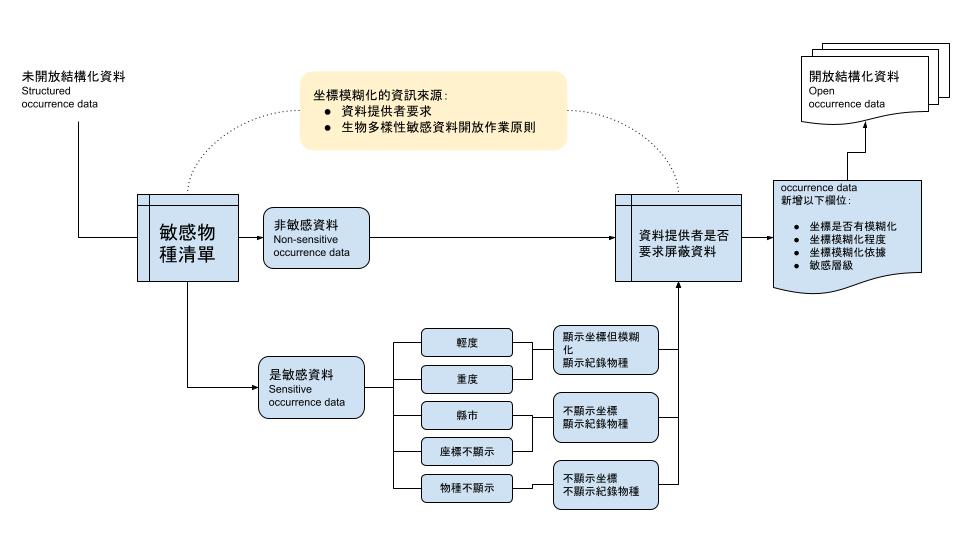 未開放結構化資料
Structured
occurrence data
坐標模糊化的資訊來源:
● 資料提供者要求
● 生物多樣性敏感資料開放作業原則
開放結構化資料
Open
occurrence data
敏感物
種清單
非敏感資料
Non-sensitive
occurrence data
資料提供者是否
要求屏蔽資料
occurrence data
新增以下欄位:
● 坐標是否有模糊化
● 坐標模糊化程度
● 坐標模糊化依據
● 敏感層級
是敏感資料
Sensitive
occurrence data
輕度
重度
縣市
座標不顯示
物種不顯示
顯示坐標但模糊
化
顯示紀錄物種
不顯示坐標
顯示紀錄物種
不顯示坐標
不顯示紀錄物種